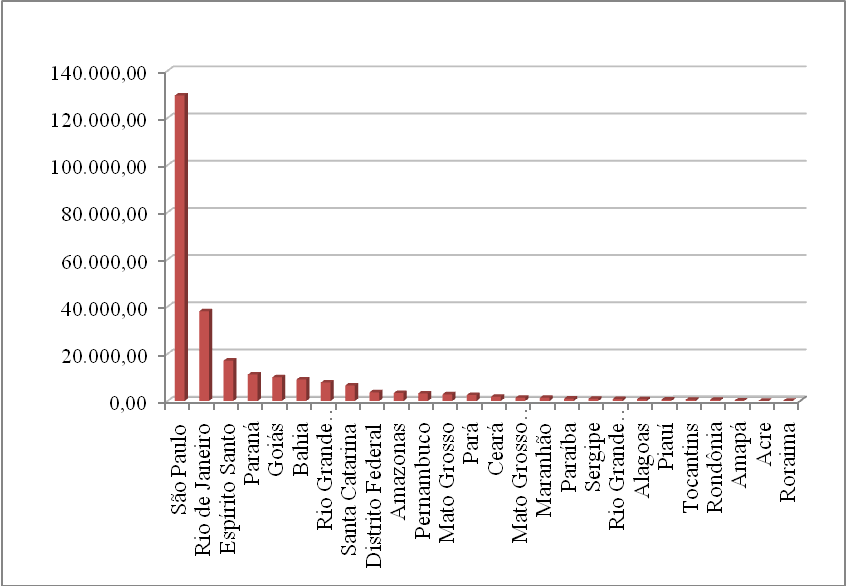 140.000,00
120.000,00
100.000,00
80.000,00
60.000,00
40.000,00
20.000,00
0,00
São Paulo
Rio de Janeiro
Espírito Santo
Paraná
Goiás
Bahia
Rio Grande…
Santa Catarina
Distrito Federal
Amazonas
Pernambuco
Mato Grosso
Pará
Ceará
Mato Grosso…
Maranhão
Paraíba
Sergipe
Rio Grande…
Alagoas
Piauí
Tocantins
Rondônia
Amapá
Acre
Roraima